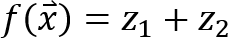 f(x⃗) = z₁ + z₂